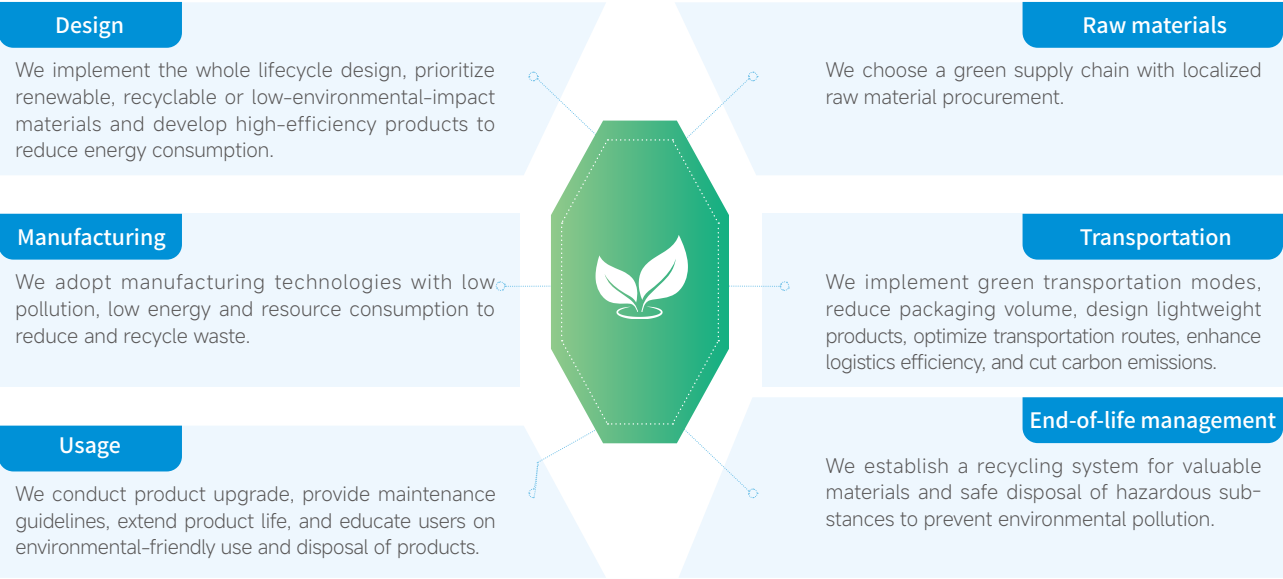 Design
We implement the whole lifecycle design, prioritize
renewable, recyclable or low-environmental-impact
materials and develop high-efficiency products to
reduce energy consumption.
Raw materials
We choose a green supply chain with localized
raw material procurement.
Manufacturing
We adopt manufacturing technologies with low
pollution, low energy and resource consumption to
reduce and recycle waste.
Transportation
We implement green transportation modes,
reduce packaging volume, design lightweight
products, optimize transportation routes, enhance
logistics efficiency, and cut carbon emissions.
Usage
We conduct product upgrade, provide maintenance
guidelines, extend product life, and educate users on
environmental-friendly use and disposal of products.
End-of-life management
We establish a recycling system for valuable
materials and safe disposal of hazardous sub-
stances to prevent environmental pollution.